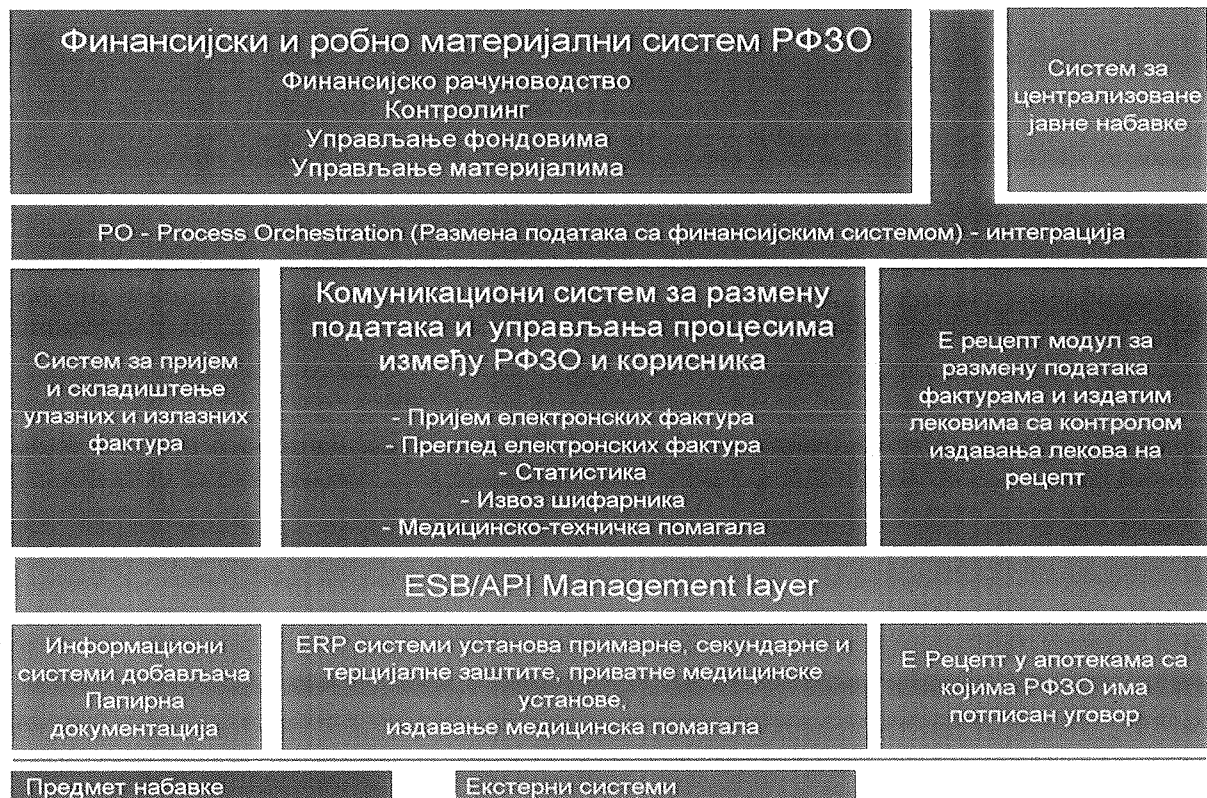 Финансијски и робно материјални систем РФЗО
Финансијско рачуноводство
Контролинг
Управљање фондовима
Управљање материјалима
Систем за
централизоване
јавне набавке
PO - Process Orchestration (Размена података са финансијским системом) - интеграција
Систем за пријем
и складиштење
улазних и излазних
фактура
Комуникациони систем за размену
података и управљања процесима
између РФЗО и корисника
- Пријем електронских фактура
- Преглед електронских фактура
- Статистика
- Извоз шифарника
- Медицинско-техничка помагала
Е рецепт модул за
размену података
фактурама и издатим
лековима са контролом
издавања лекова на
рецепт
ESB/API Management layer
Информациони
системи добављача
Папирна
документација
ERP системи установа примарне, секундарне и
терцијалне заштите, приватне медицинске
установе,
издавање медицинска помагала
Е Рецепт у апотекама са
којима РФЗО има
потписан уговор
Предмет набавке
Екстерни системи